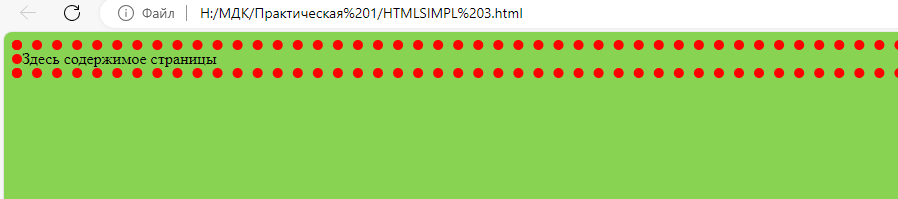 Файл H:/МДК/Практическая%201/HTMLSIMPL%203.html
Здесь содержимое страницы